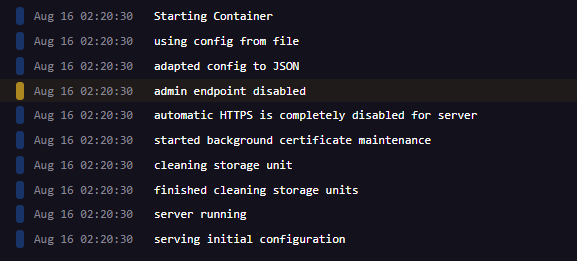 Aug 16 02:20:30 Starting Container
Aug 16 02:20:30 using config from file
Aug 16 02:20:30 adapted config to JSON
Aug 16 02:20:30 admin endpoint disabled
Aug 16 02:20:30 automatic HTTPS is completely disabled for server
Aug 16 02:20:30 started background certificate maintenance
Aug 16 02:20:30 cleaning storage unit
Aug 16 02:20:30 finished cleaning storage units
Aug 16 02:20:30 server running
Aug 16 02:20:30 serving initial configuration